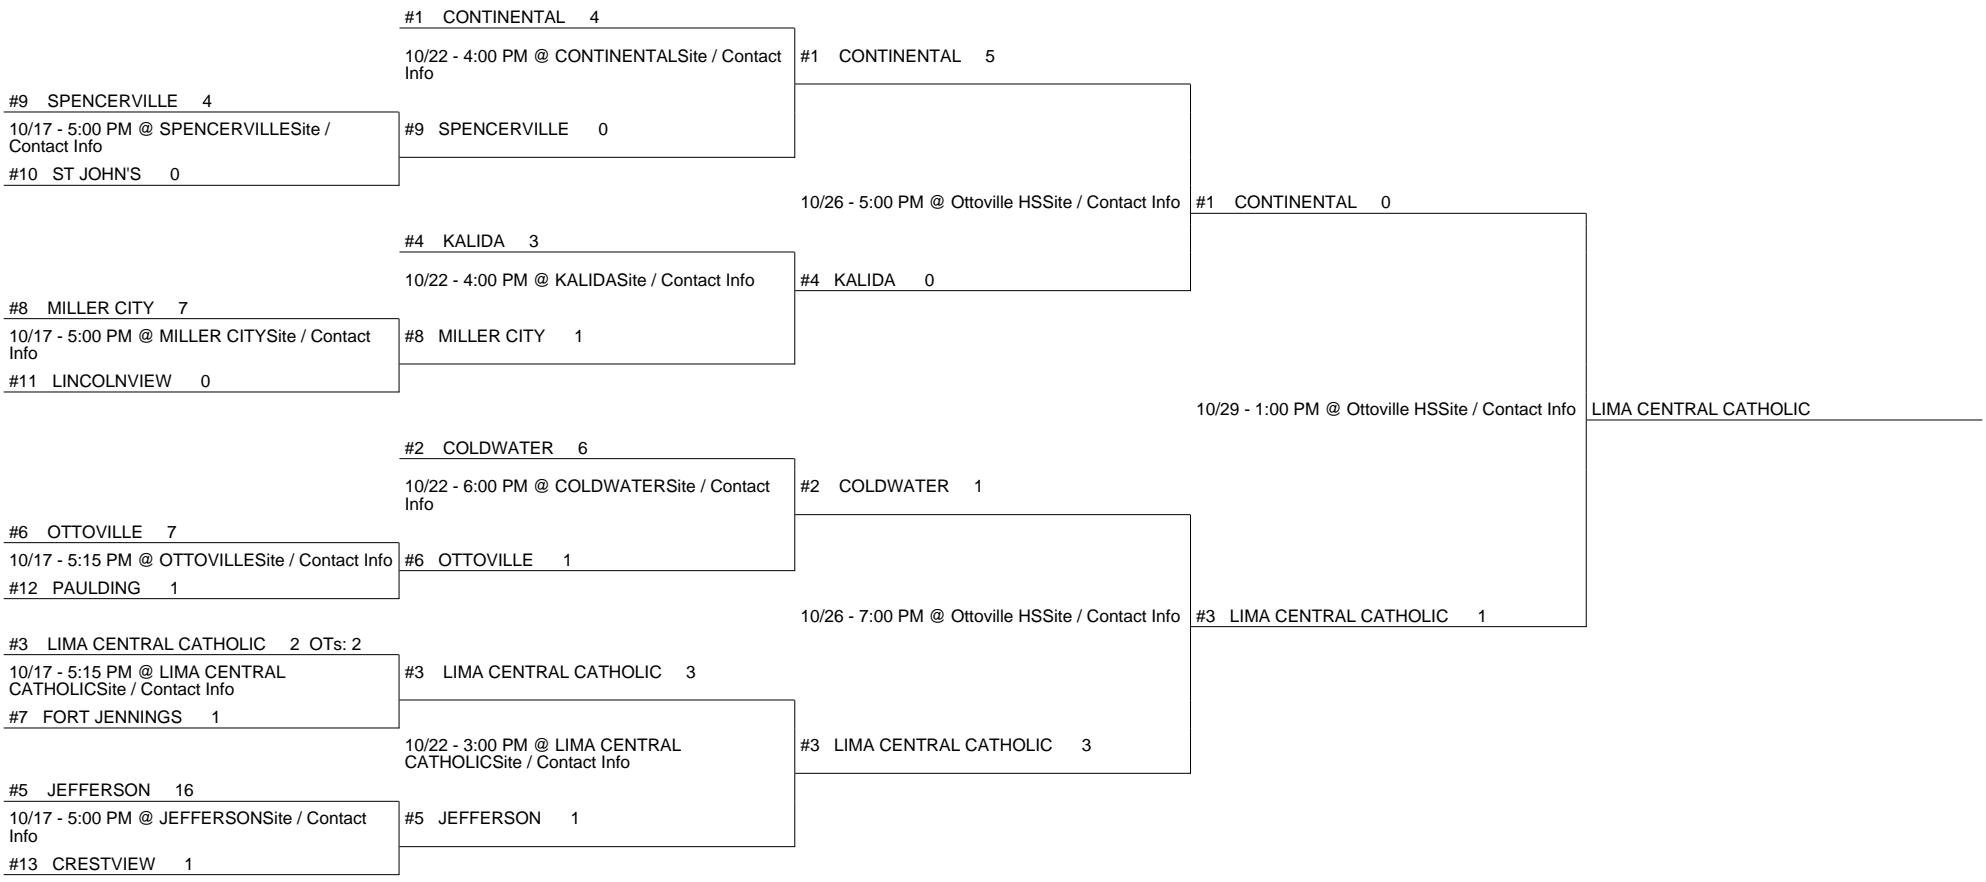 #1 CONTINENTAL 4
10/22 - 4:00 PM @ CONTINENTALSite / Contact
Info
#1 CONTINENTAL 5
#9 SPENCERVILLE 4
10/17 - 5:00 PM @ SPENCERVILLESite /
Contact Info
#9 SPENCERVILLE 0
#10 ST JOHN'S 0
10/26 - 5:00 PM @ Ottoville HSSite / Contact Info
#1 CONTINENTAL 0
#4 KALIDA 3
10/22 - 4:00 PM @ KALIDASite / Contact Info
#4 KALIDA 0
#8 MILLER CITY 7
10/17 - 5:00 PM @ MILLER CITYSite / Contact
Info
#8 MILLER CITY 1
#11 LINCOLNVIEW 0
10/29 - 1:00 PM @ Ottoville HSSite / Contact Info
LIMA CENTRAL CATHOLIC
#2 COLDWATER 6
10/22 - 6:00 PM @ COLDWATERSite / Contact
Info
#2 COLDWATER 1
#6 OTTOVILLE 7
10/17 - 5:15 PM @ OTTOVILLESite / Contact Info
#6 OTTOVILLE 1
#12 PAULDING 1
10/26 - 7:00 PM @ Ottoville HSSite / Contact Info
#3 LIMA CENTRAL CATHOLIC 1
#3 LIMA CENTRAL CATHOLIC 2 OTs: 2
10/17 - 5:15 PM @ LIMA CENTRAL
CATHOLICSite / Contact Info
#3 LIMA CENTRAL CATHOLIC 3
#7 FORT JENNINGS 1
10/22 - 3:00 PM @ LIMA CENTRAL
CATHOLICSite / Contact Info
#3 LIMA CENTRAL CATHOLIC 3
#5 JEFFERSON 16
10/17 - 5:00 PM @ JEFFERSONSite / Contact
Info
#5 JEFFERSON 1
#13 CRESTVIEW 1